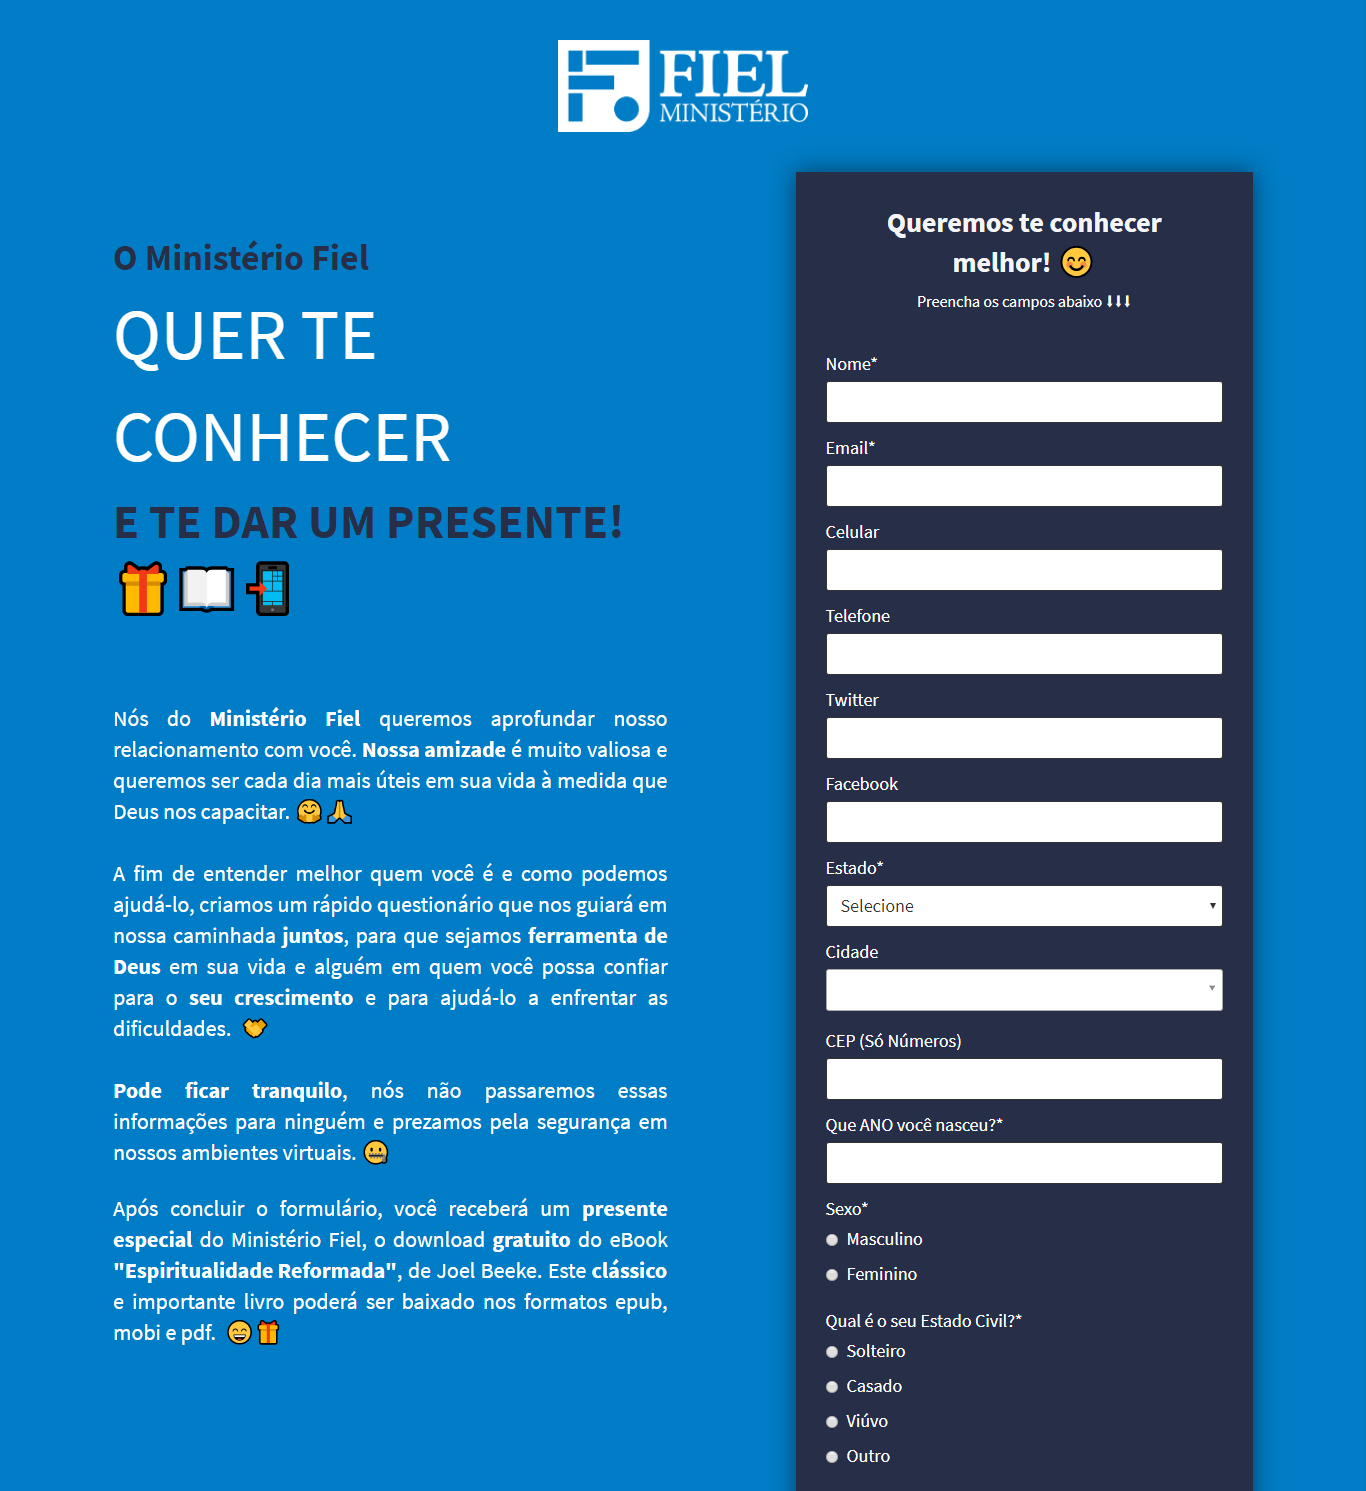 FIEL
MINISTÉRIO
O Ministério Fiel
QUER TE
CONHECER
E TE DAR UM PRESENTE!
Nós do Ministério Fiel queremos aprofundar nosso
relacionamento com você. Nossa amizade é muito valiosa e
queremos ser cada dia mais úteis em sua vida à medida que
Deus nos capacitar. 🤗🙏
A fim de entender melhor quem você é e como podemos
ajudá-lo, criamos um rápido questionário que nos guiará em
nossa caminhada juntos, para que sejamos ferramenta de
Deus em sua vida e alguém em quem você possa confiar
para o seu crescimento e para ajudá-lo a enfrentar as
dificuldades. 🤝
Pode ficar tranquilo, nós não passaremos essas
informações para ninguém e prezamos pela segurança em
nossos ambientes virtuais. 🤐
Após concluir o formulário, você receberá um presente
especial do Ministério Fiel, o download gratuito do eBook
"Espiritualidade Reformada", de Joel Beeke. Este clássico
e importante livro poderá ser baixado nos formatos epub,
mobi e pdf. 😄🎁
Queremos te conhecer
melhor! 😊
Preencha os campos abaixo ⬇⬇⬇
Nome*
Email*
Celular
Telefone
Twitter
Facebook
Estado*
Selecione
Cidade
CEP (Só Números)
Que ANO você nasceu?*
Sexo*
Masculino
Feminino
Qual é o seu Estado Civil?*
Solteiro
Casado
Viúvo
Outro